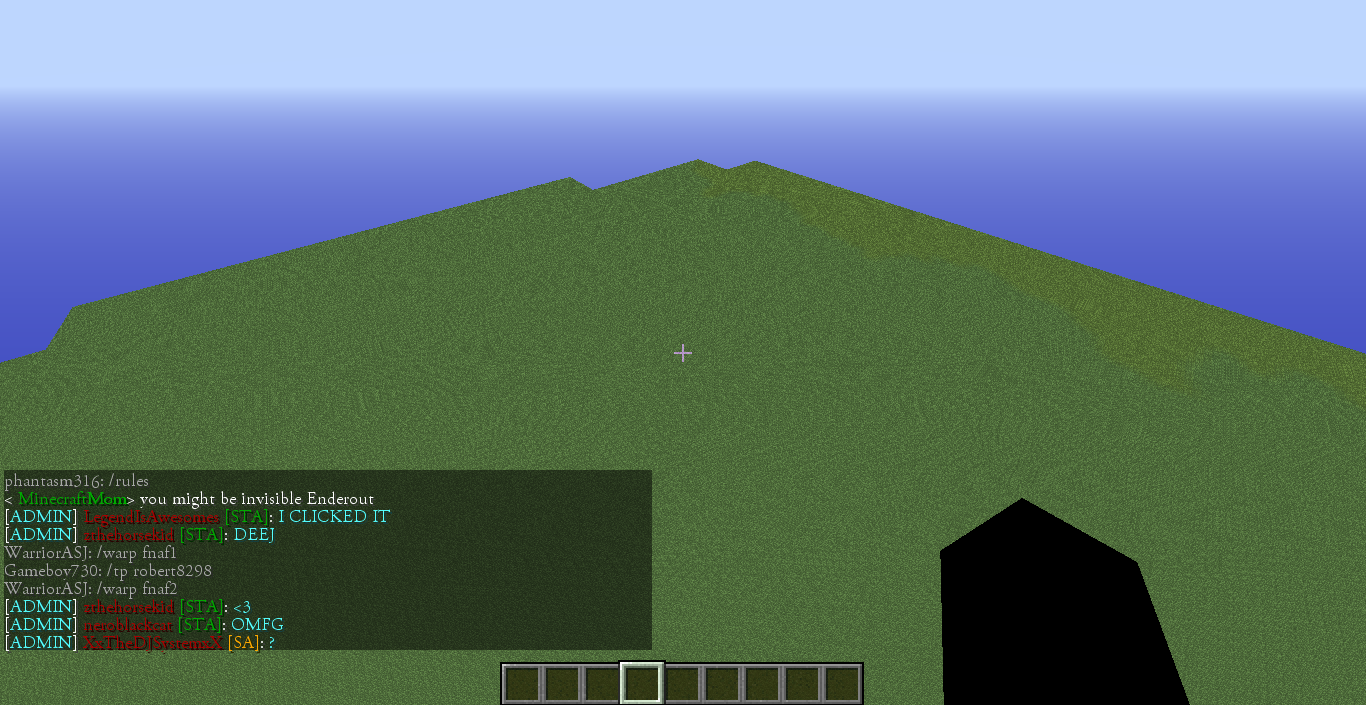 phantasm316: /rules
< MinecraftMom> you might be invisible Enderout
[ADMIN] LegendIsAwesomes [STA]: I CLICKED IT
[ADMIN] [STA]: DEEJ
WarriorASJ: /warp fnaf1
Gameboy730: /tp robert8298
WarriorASJ: /warp fnaf2
[ADMIN] [STA]: <3
[ADMIN] [STA]: OMFG
[ADMIN] [SA]: ?